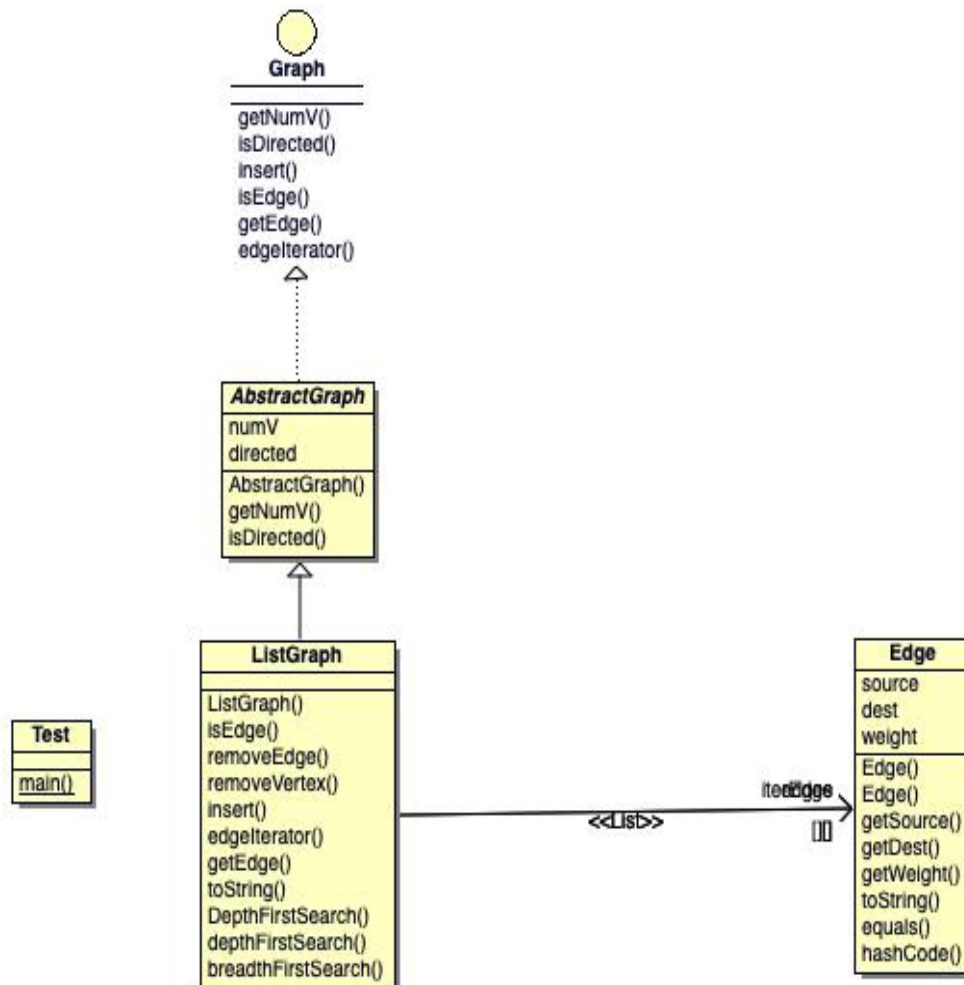 Graph
getNumV()
isDirected()
insert()
isEdge()
getEdge()
edgeIterator()
AbstractGraph
numV
directed
AbstractGraph()
getNumV()
isDirected()
ListGraph
ListGraph()
isEdge()
removeEdge()
removeVertex()
insert()
edgeIterator()
getEdge()
toString()
DepthFirstSearch()
depthFirstSearch()
breadthFirstSearch()
Test
main()
<<List>>
Edge
source
dest
weight
Edge()
Edge()
getSource()
getDest()
getWeight()
toString()
equals()
hashCode()